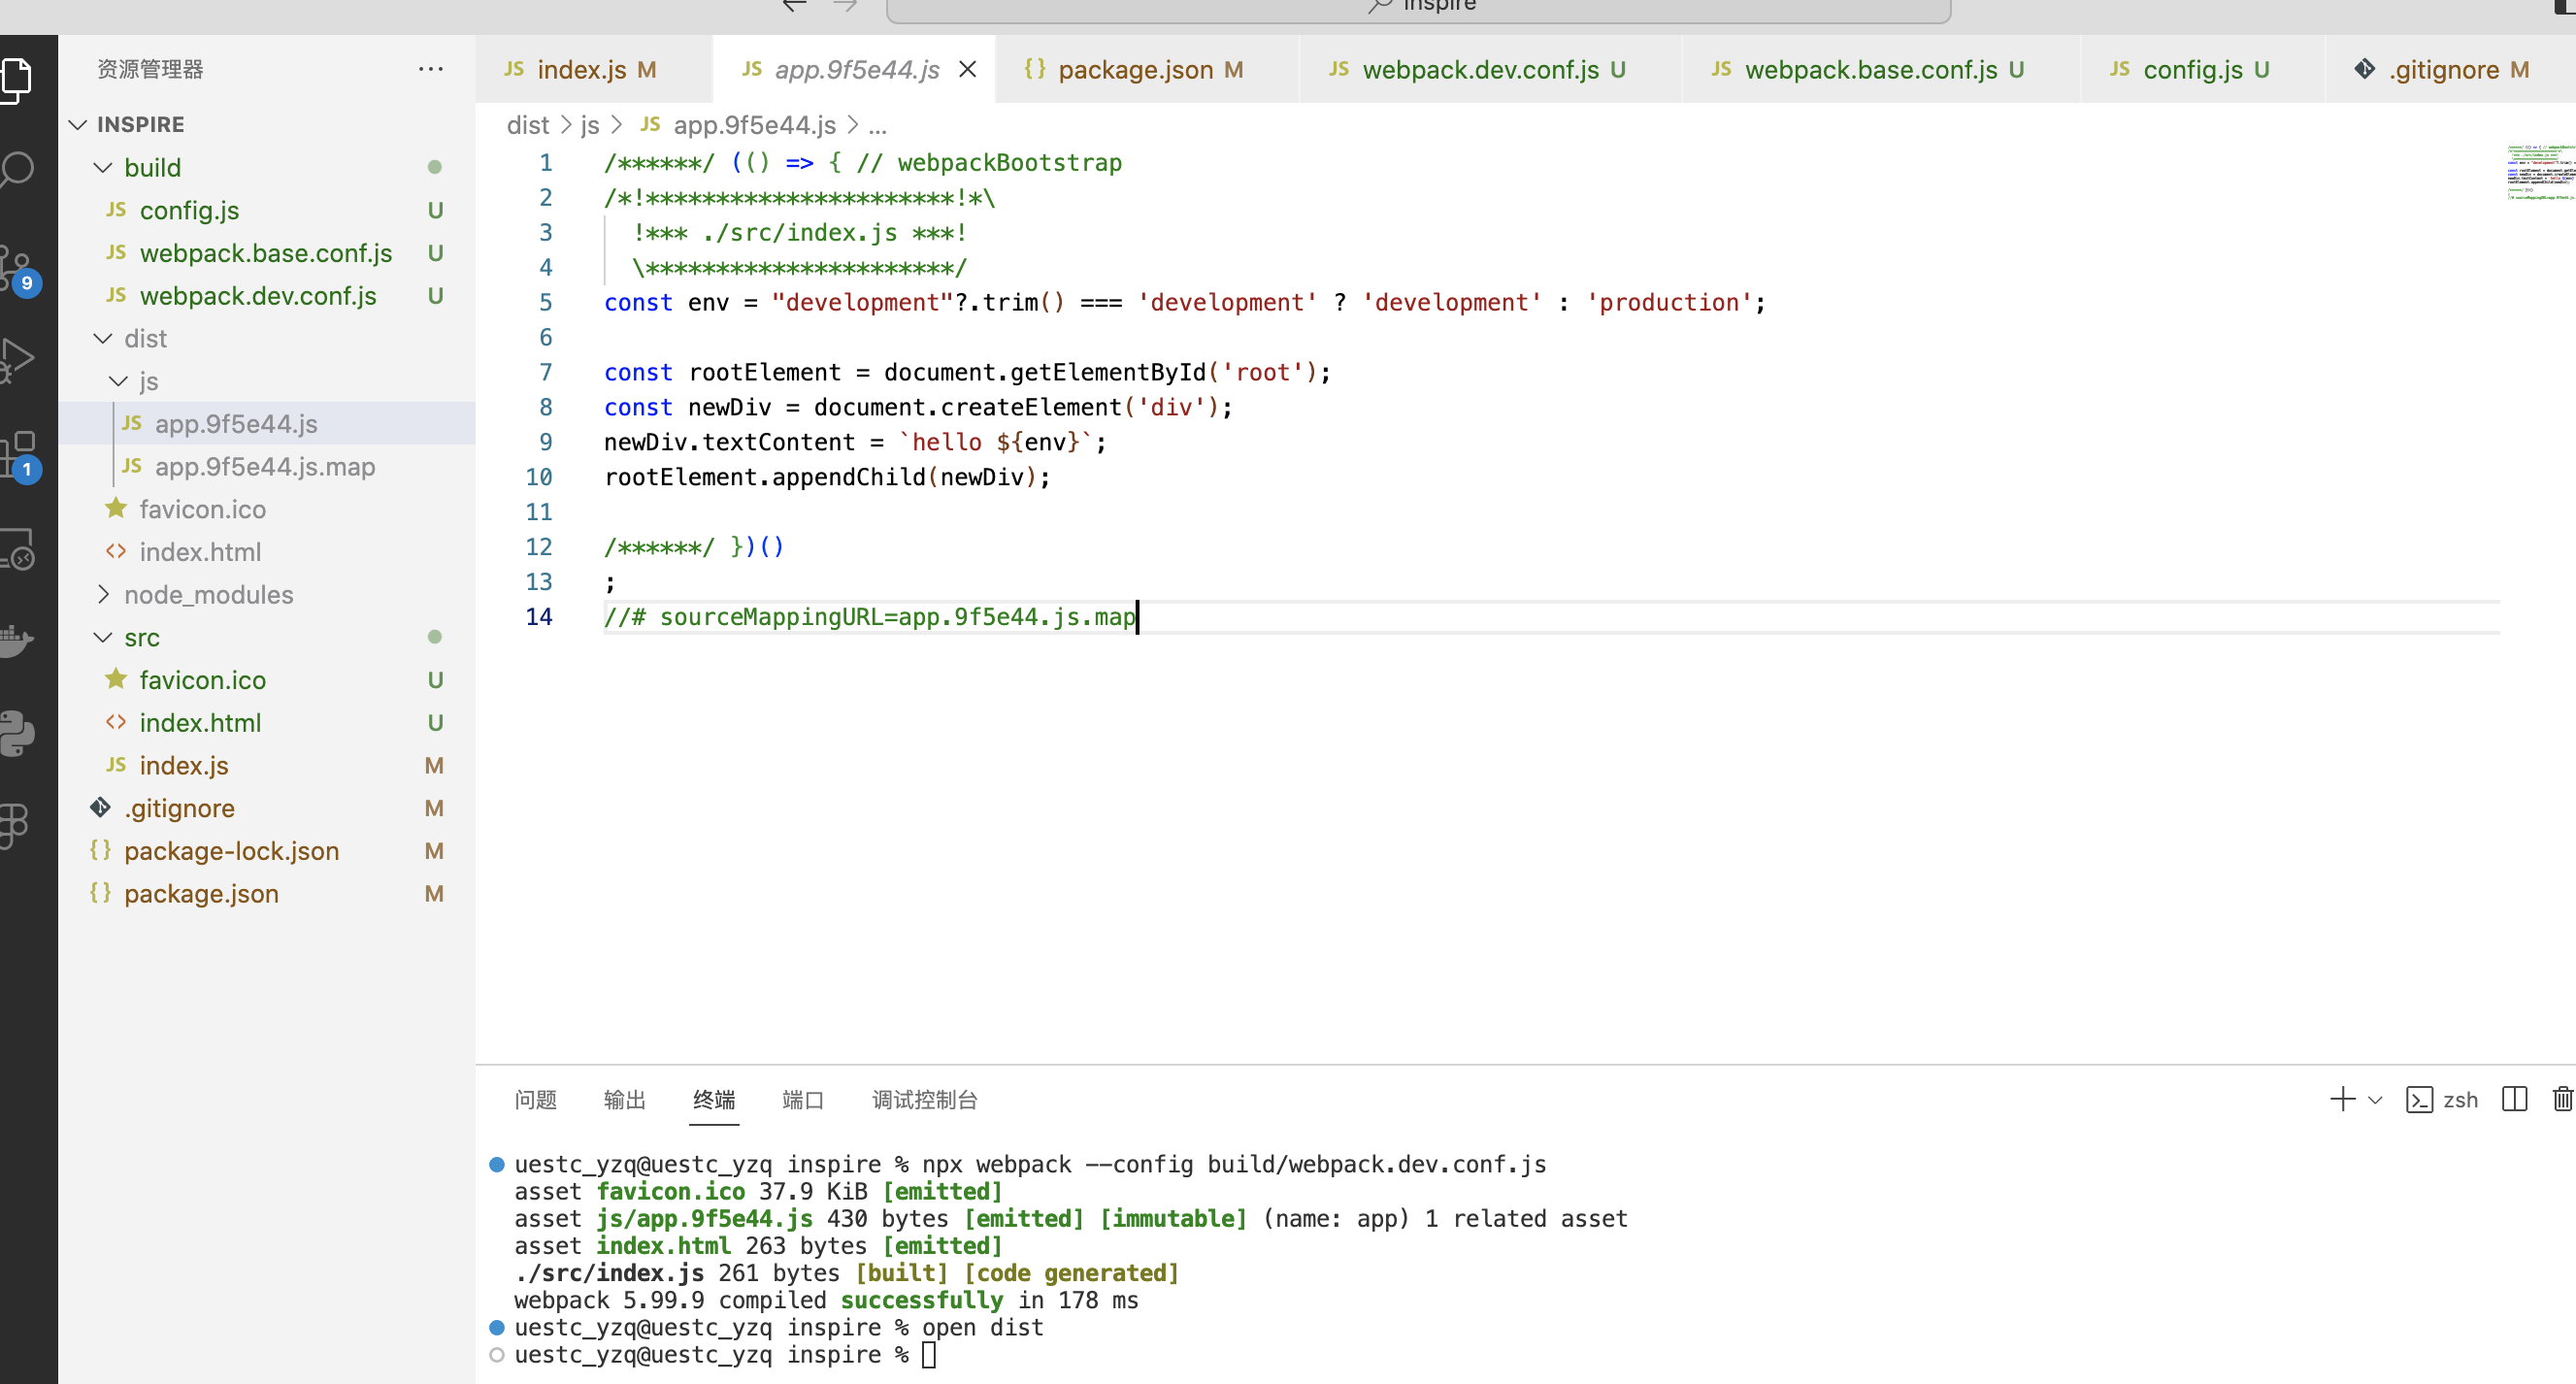 inspire
资源管理器
INSPIRE
build
JS config.js U
JS webpack.base.conf.js U
JS webpack.dev.conf.js U
dist
js
JS app.9f5e44.js
JS app.9f5e44.js.map
favicon.ico
<> index.html
node_modules
src
favicon.ico U
<> index.html U
JS index.js M
.gitignore M
{} package-lock.json M
{} package.json M
9
1
JS index.js M
JS app.9f5e44.js
{} package.json M
JS webpack.dev.conf.js U
JS webpack.base.conf.js U
JS config.js U
.gitignore M
dist > js > JS app.9f5e44.js > ...
1 /******/ (() => { // webpackBootstrap
2 /*!**********************!*\
3   !*** ./src/index.js ***!
4   \**********************/
5 const env = "development"?.trim() === 'development' ? 'development' : 'production';
6
7 const rootElement = document.getElementById('root');
8 const newDiv = document.createElement('div');
9 newDiv.textContent = `hello ${env}`;
10 rootElement.appendChild(newDiv);
11
12 /******/ })()
13 ;
14 //# sourceMappingURL=app.9f5e44.js.map
问题 输出 终端 端口 调试控制台
zsh
uestc_yzq@uestc_yzq inspire % npx webpack --config build/webpack.dev.conf.js
asset favicon.ico 37.9 KiB [emitted]
asset js/app.9f5e44.js 430 bytes [emitted] [immutable] (name: app) 1 related asset
asset index.html 263 bytes [emitted]
./src/index.js 261 bytes [built] [code generated]
webpack 5.99.9 compiled successfully in 178 ms
uestc_yzq@uestc_yzq inspire % open dist
uestc_yzq@uestc_yzq inspire %